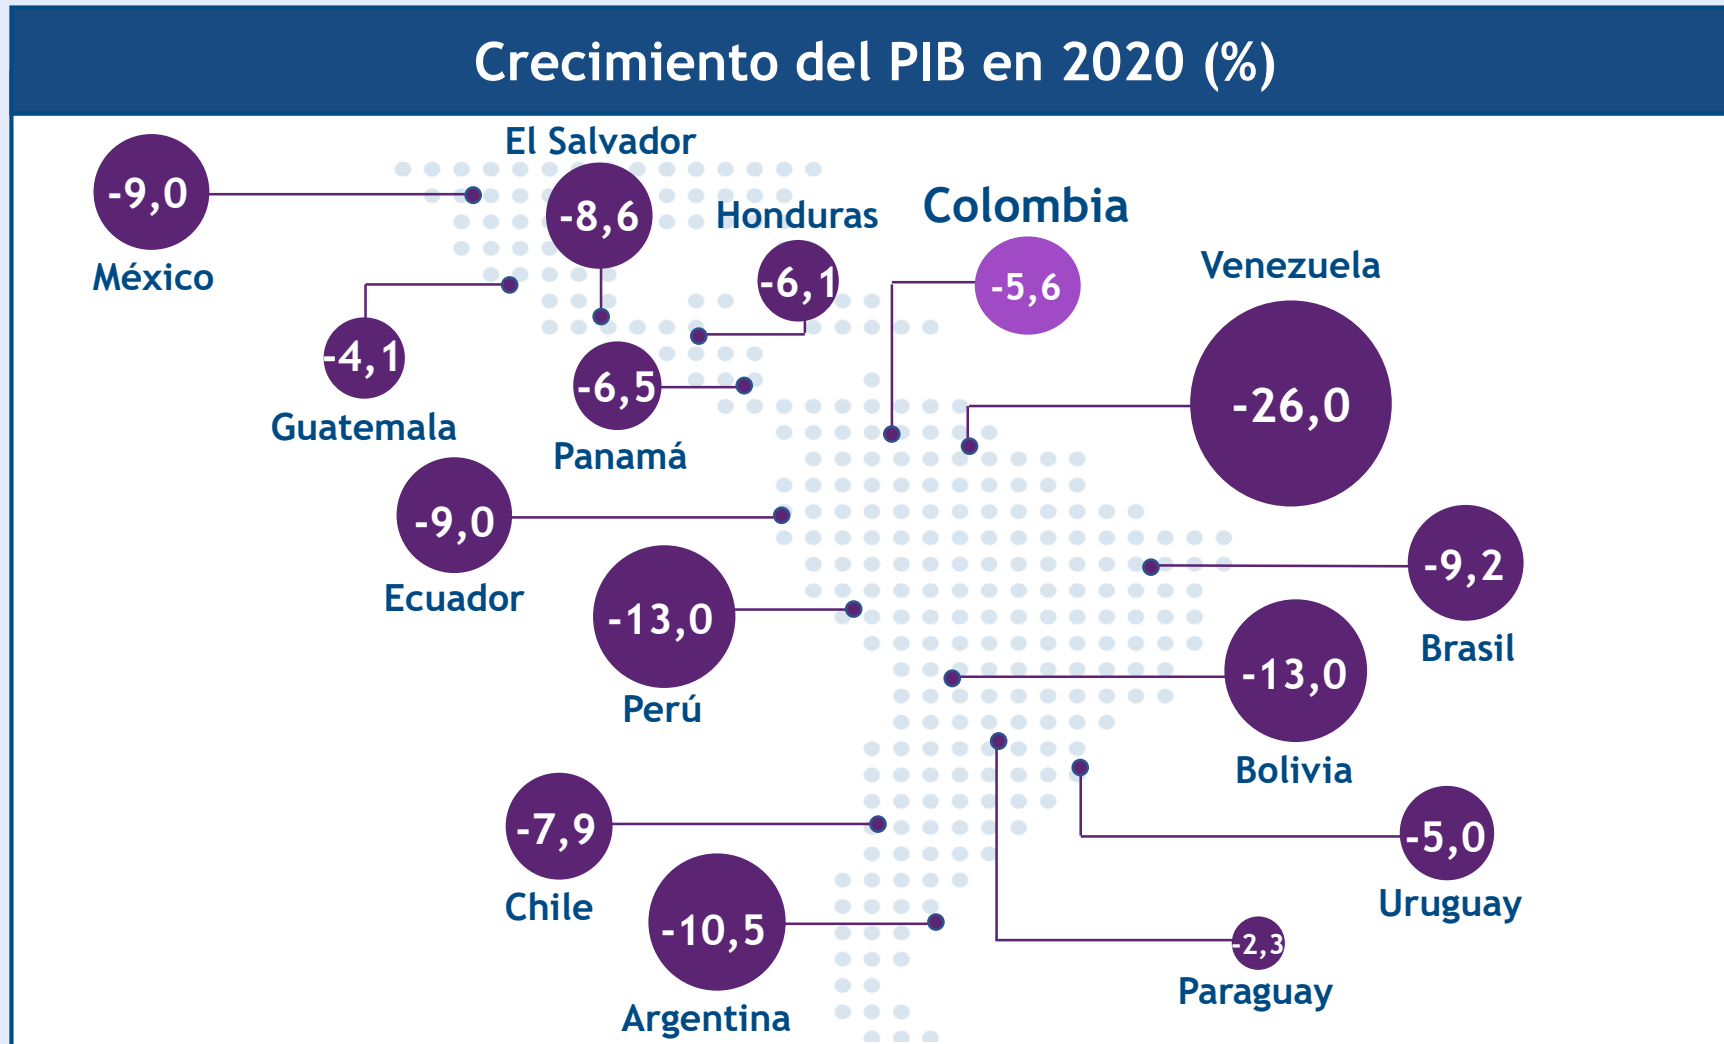 Crecimiento del PIB en 2020 (%)
El Salvador
-8,6
-9,0
México
Honduras
-6,1
Colombia
-5,6
Venezuela
-26,0
-4,1
Guatemala
-6,5
Panamá
-9,0
Ecuador
-13,0
Perú
-9,2
Brasil
-13,0
Bolivia
-7,9
Chile
-5,0
Uruguay
-10,5
Argentina
-2,3
Paraguay